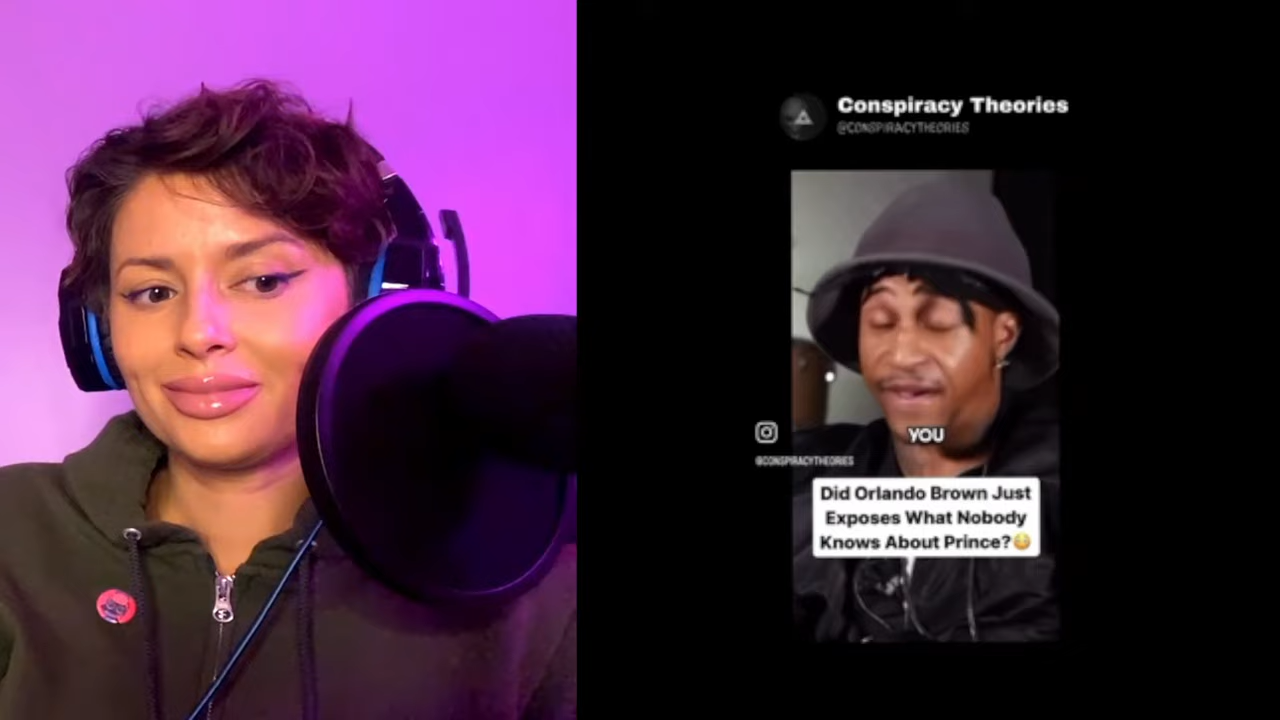 Conspiracy Theories
@CONSPIRACYTHEORIES
YOU
@CONSPIRACYTHEORIES
Did Orlando Brown Just
Exposes What Nobody
Knows About Prince?😳